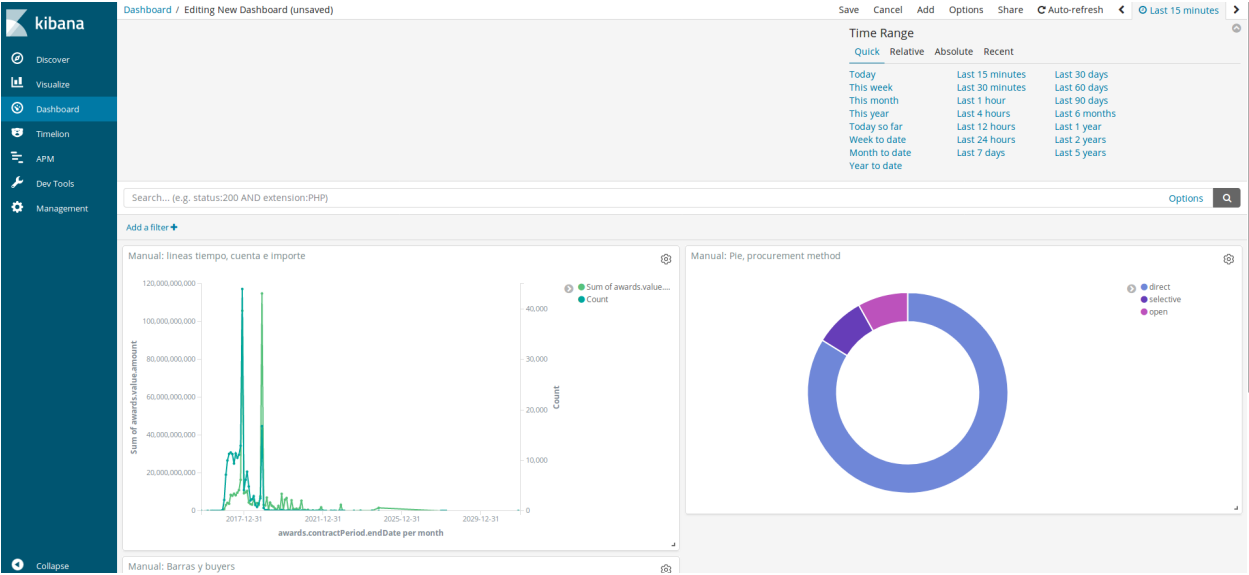 kibana
Discover
Visualize
Dashboard
Timelion
APM
Dev Tools
Management
Collapse
Dashboard / Editing New Dashboard (unsaved)
Save Cancel Add Options Share Auto-refresh Last 15 minutes
Time Range
Quick Relative Absolute Recent
Today Last 15 minutes Last 30 days
This week Last 30 minutes Last 60 days
This month Last 1 hour Last 90 days
This year Last 4 hours Last 6 months
Today so far Last 12 hours Last 1 year
Week to date Last 24 hours Last 2 years
Month to date Last 7 days Last 5 years
Year to date
Search... (e.g. status:200 AND extension:PHP) Options
Add a filter
Manual: lineas tiempo, cuenta e importe
Sum of awards.value.amount
120,000,000,000
100,000,000,000
80,000,000,000
60,000,000,000
40,000,000,000
20,000,000,000
0
40,000
30,000
20,000
10,000
0
Count
2017-12-31 2021-12-31 2025-12-31 2029-12-31
awards.contractPeriod.endDate per month
Sum of awards.value....
Count
Manual: Pie, procurement method
direct
selective
open
Manual: Barras y buyers